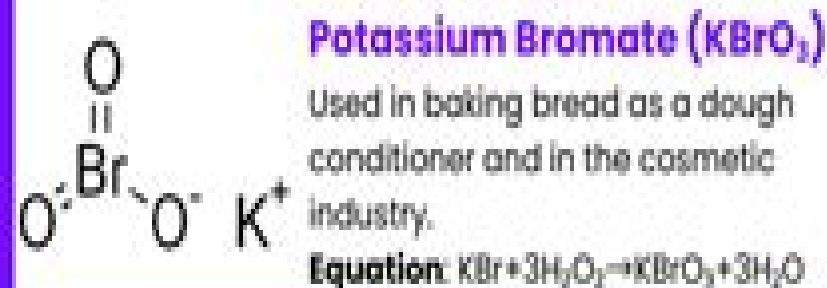 Potassium Bromate (KBrO₃)
Used in baking bread as a dough
conditioner and in the cosmetic
industry.
Equation: KBr+3H₂O₂→KBrO₃+3H₂O
O
Br
O O⁻ K⁺